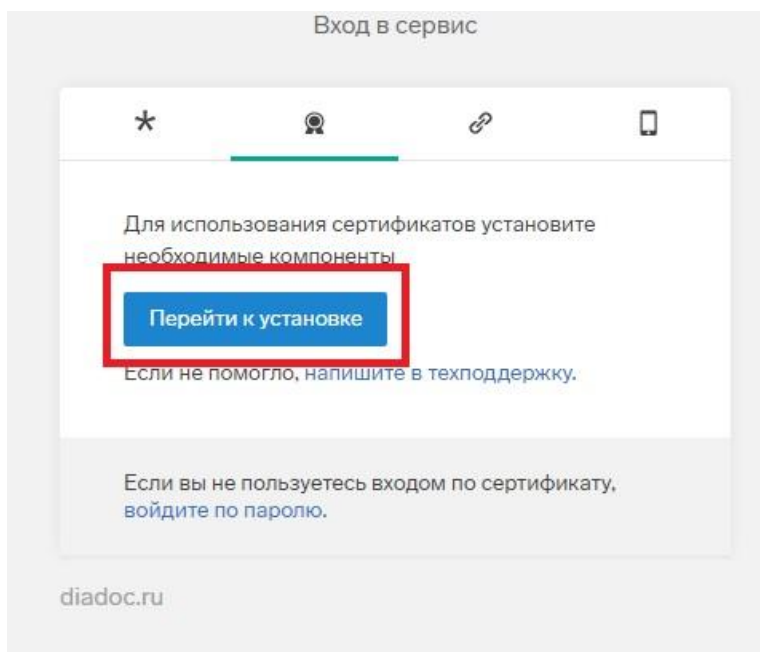 Вход в сервис
Для использования сертификатов установите
необходимые компоненты
Перейти к установке
Если не помогло, напишите в техподдержку.
Если вы не пользуетесь входом по сертификату,
войдите по паролю.
diadoc.ru